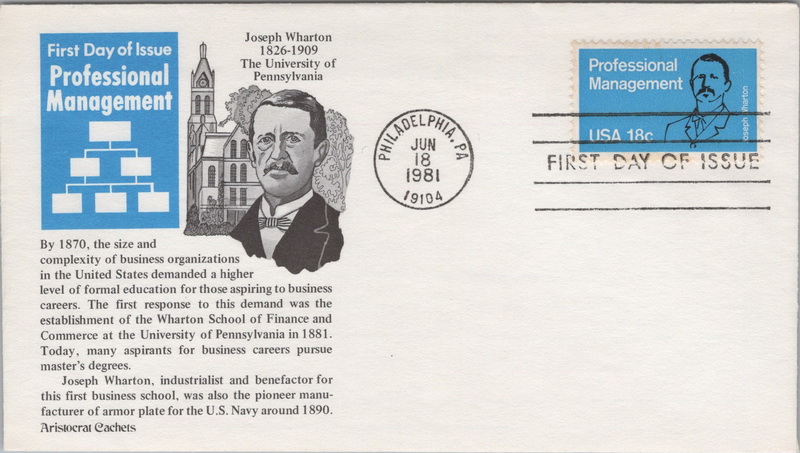 First Day of Issue
Professional
Management
Joseph Wharton
1826-1909
The University of
Pennsylvania
By 1870, the size and
complexity of business organizations
in the United States demanded a higher
level of formal education for those aspiring to business
careers. The first response to this demand was the
establishment of the Wharton School of Finance and
Commerce at the University of Pennsylvania in 1881.
Today, many aspirants for business careers pursue
master's degrees.
Joseph Wharton, industrialist and benefactor for
this first business school, was also the pioneer manu-
facturer of armor plate for the U.S. Navy around 1890.
Aristocrat Cachets
PHILADELPHIA, PA
JUN
18
1981
19104
Professional
Management
Joseph Wharton
USA 18c
FIRST DAY OF ISSUE